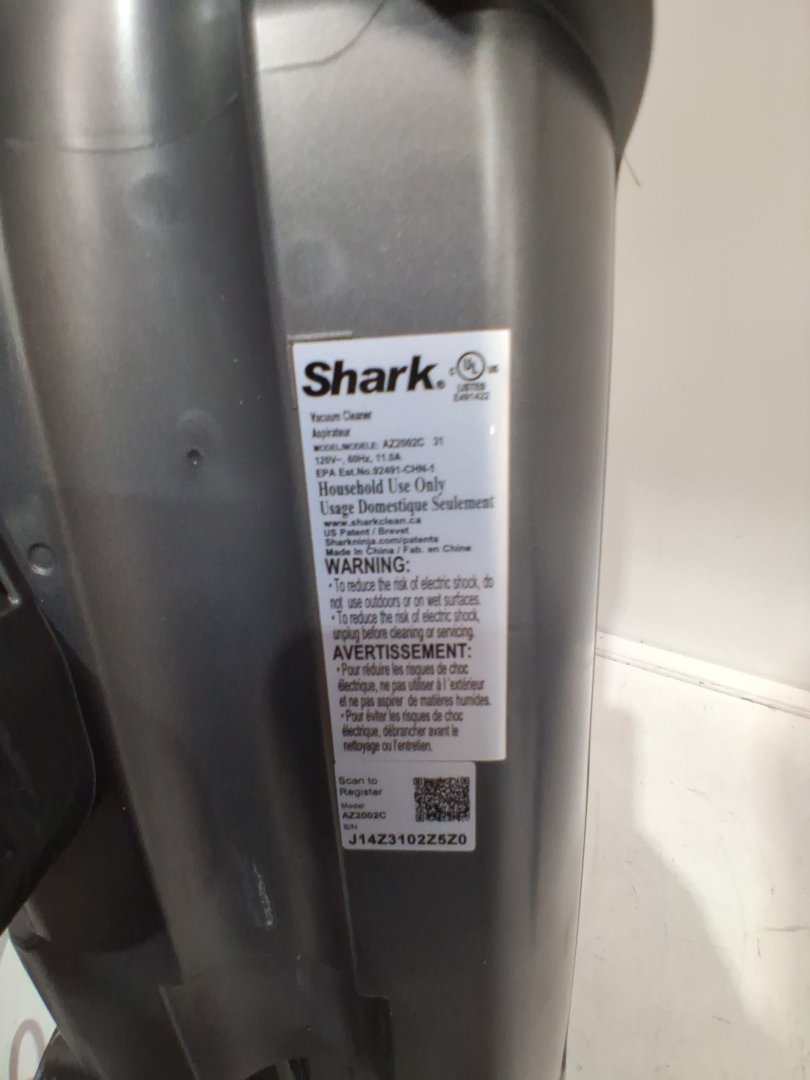 Shark®
C UL US
LISTED
E491422
Vacuum Cleaner
Aspirateur
MODEL/MODELE: AZ2002C 31
120V~, 60Hz, 11.0A
EPA Est.No.92491-CHN-1
Household Use Only
Usage Domestique Seulement
www.sharkclean.ca
US Patent / Brevet
Sharkninja.com/patents
Made in China / Fab. en Chine
WARNING:
• To reduce the risk of electric shock, do
not use outdoors or on wet surfaces.
• To reduce the risk of electric shock,
unplug before cleaning or servicing.
AVERTISSEMENT:
• Pour réduire les risques de choc
électrique, ne pas utiliser à l'extérieur
et ne pas aspirer de matières humides.
• Pour éviter les risques de choc
électrique, débrancher avant le
nettoyage ou l'entretien.
Scan to
Register
Model
AZ2002C
S/N
J14Z3102Z5Z0